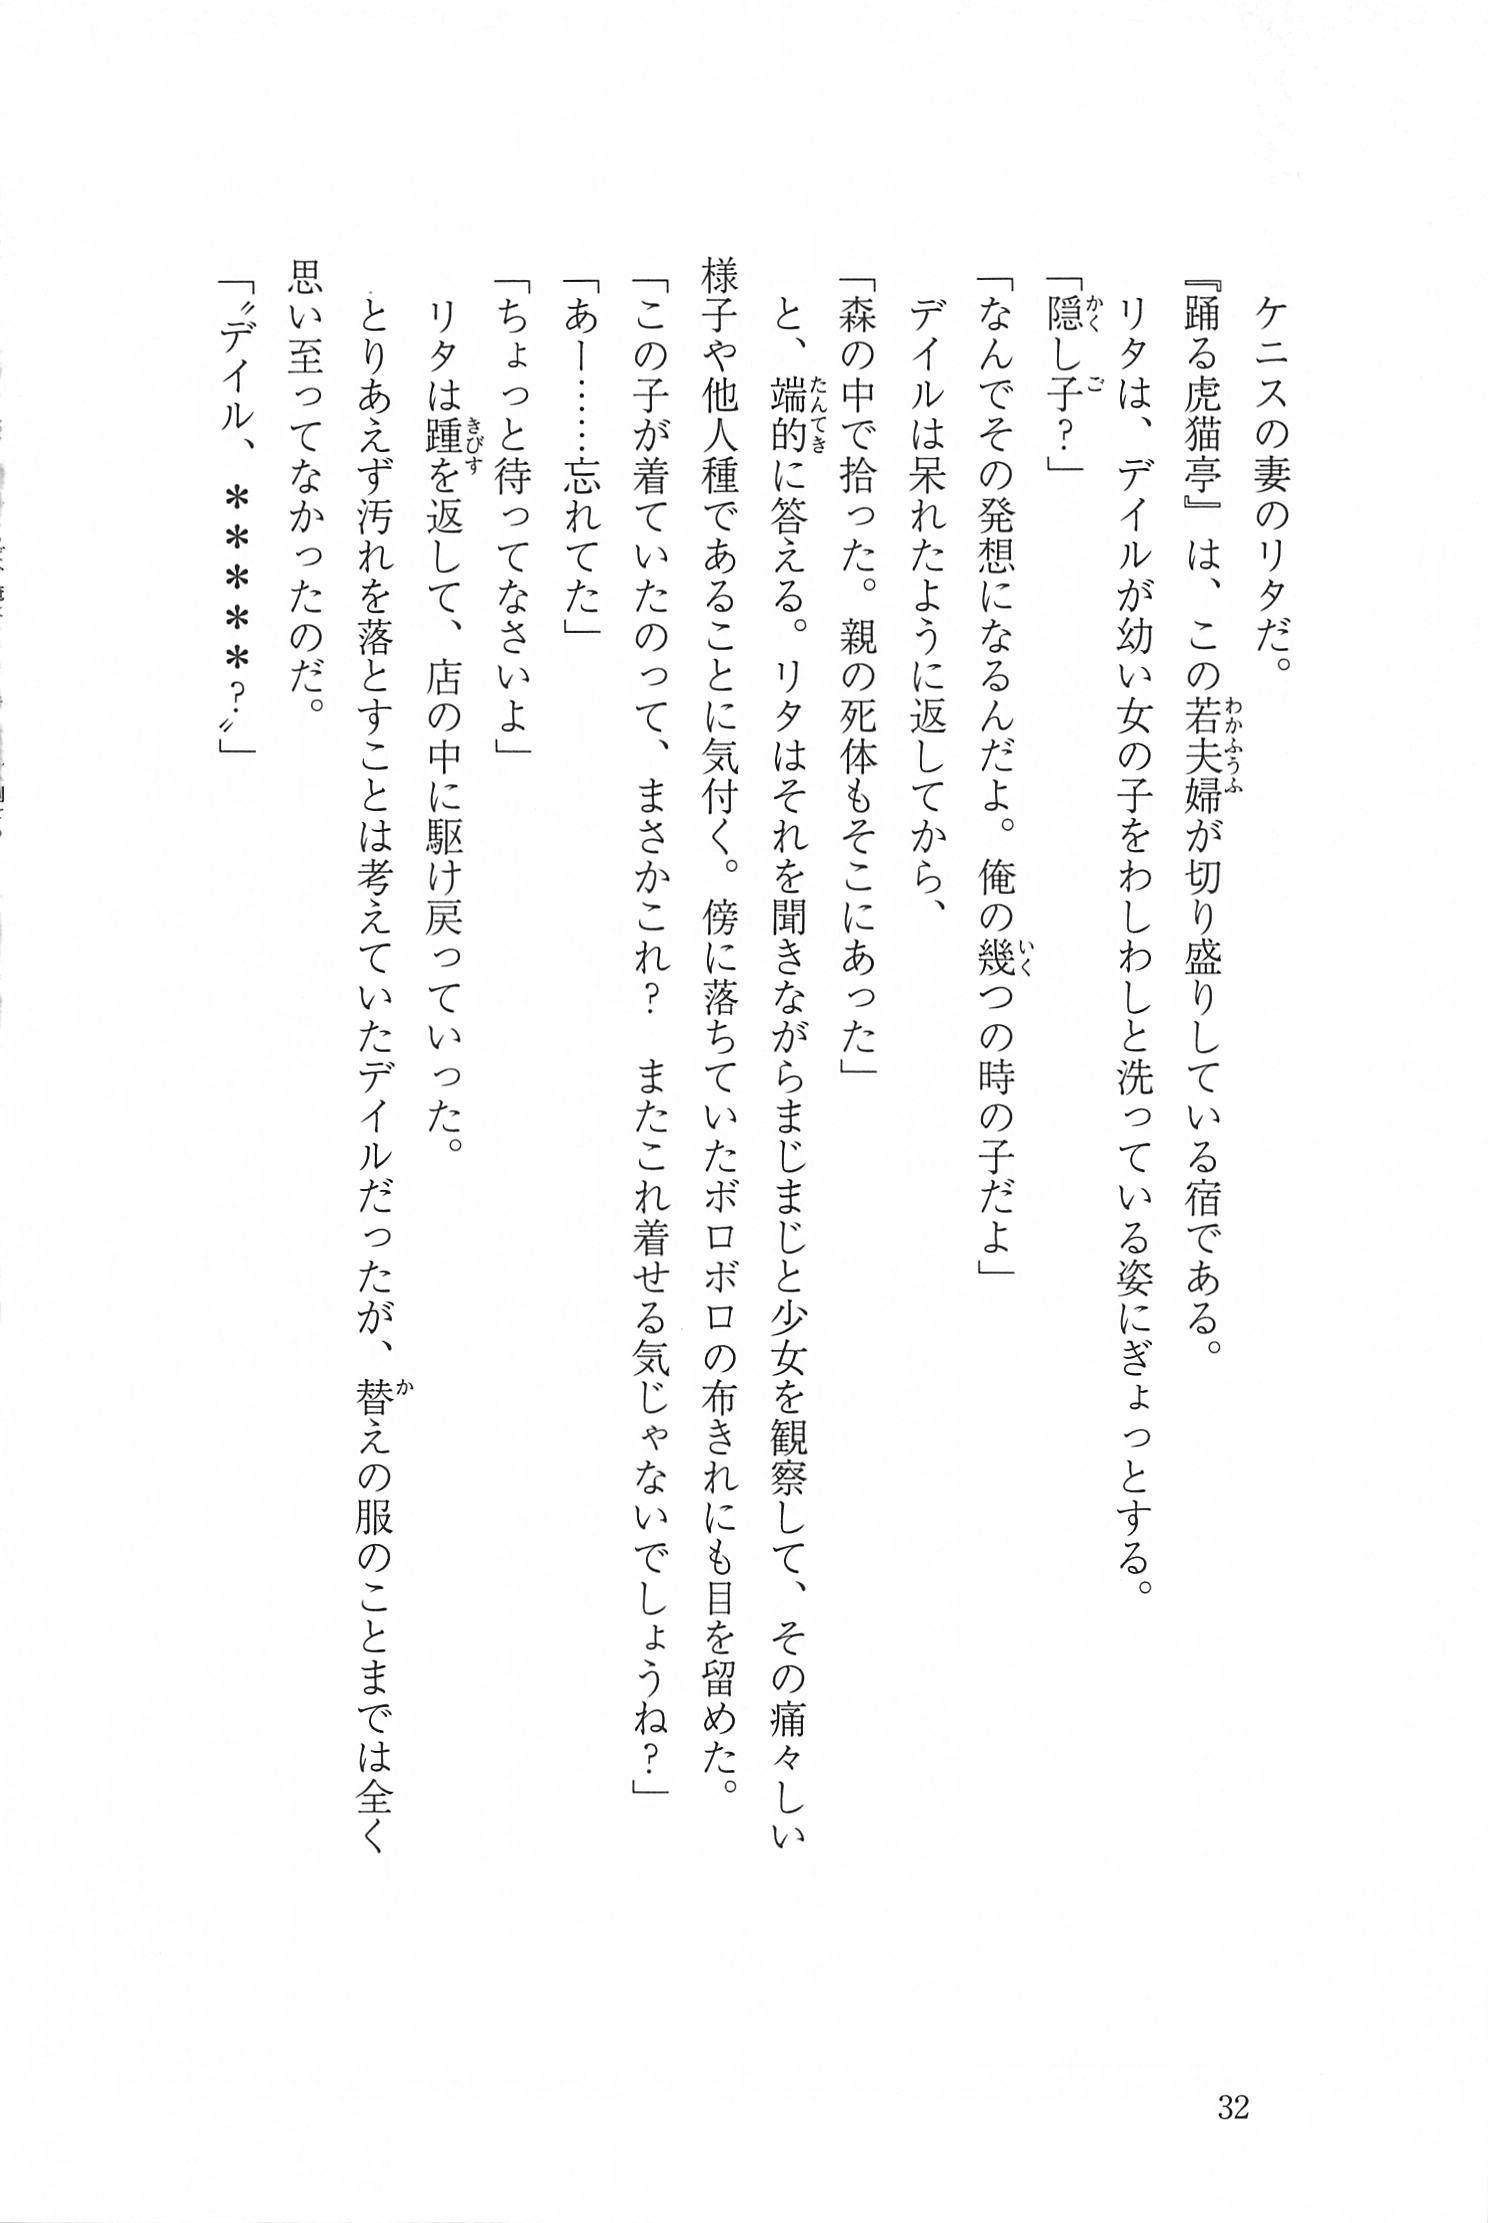 ケニスの妻のリタだ。
『踊る虎猫亭』は、この若夫婦が切り盛りしている宿である。
リタは、デイルが幼い女の子をわしわしと洗っている姿にぎょっとする。
「隠し子？」
「なんでその発想になるんだよ。俺の幾つの時の子だよ」
デイルは呆れたように返してから、
「森の中で拾った。親の死体もそこにあった」
と、端的に答える。リタはそれを聞きながらまじまじと少女を観察して、その痛々しい
様子や他人種であることに気付く。傍に落ちていたボロボロの布きれにも目を留めた。
「この子が着ていたのって、まさかこれ？　またこれ着せる気じゃないでしょうね？」
「あー……忘れてた」
「ちょっと待ってなさいよ」
リタは踵を返して、店の中に駆け戻っていった。
とりあえず汚れを落とすことは考えていたデイルだったが、替えの服のことまでは全く
思い至ってなかったのだ。
「〝デイル、＊＊＊＊＊？〟」
32